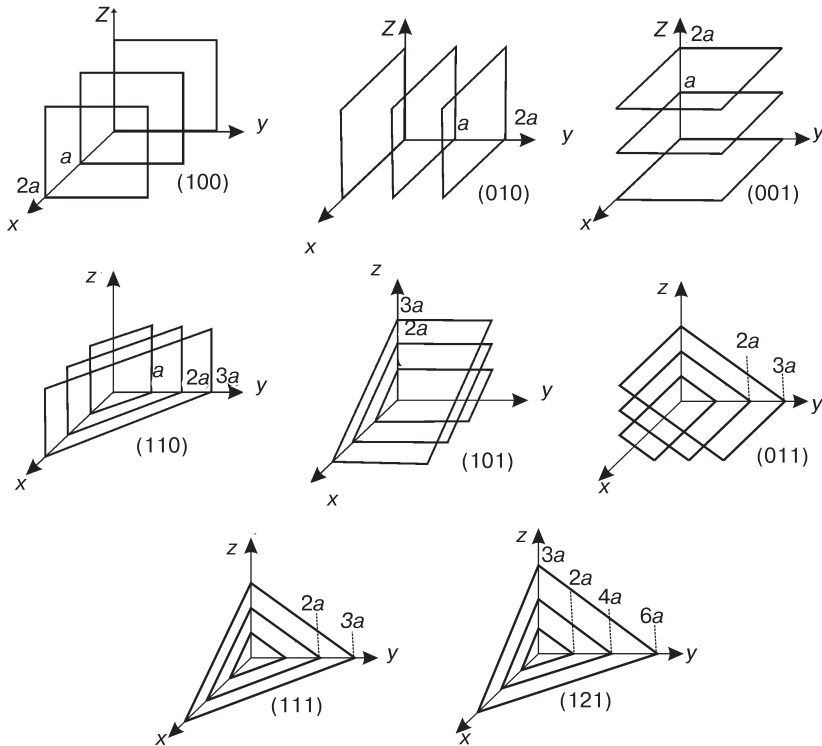 Z
y
a
2a
x
(100)
Z
a
2a
y
x
(010)
Z
2a
a
y
x
(001)
z
a
2a
3a
y
x
(110)
z
3a
2a
y
x
(101)
z
2a
3a
y
x
(011)
z
2a
3a
y
x
(111)
z
3a
2a
4a
6a
y
x
(121)